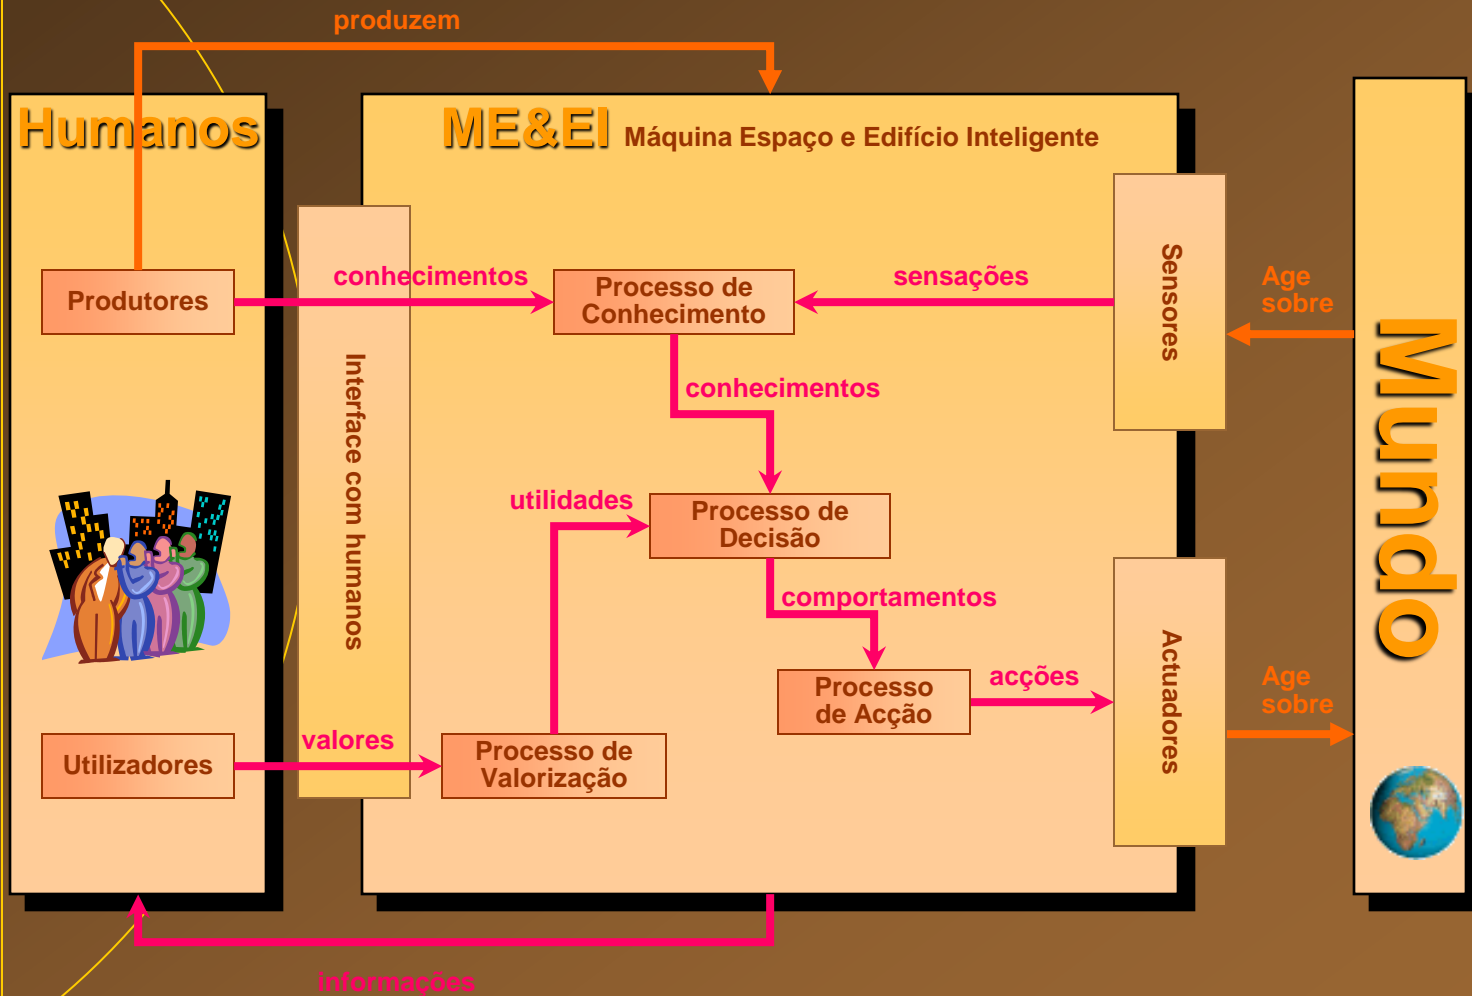 produzem
Humanos
ME&EI Máquina Espaço e Edifício Inteligente
Produtores
conhecimentos
Processo de
Conhecimento
sensações
Sensores
Age
sobre
Mundo
Interface com humanos
conhecimentos
utilidades
Processo de
Decisão
comportamentos
Processo
de Acção
acções
Actuadores
Age
sobre
Utilizadores
valores
Processo de
Valorização
informações